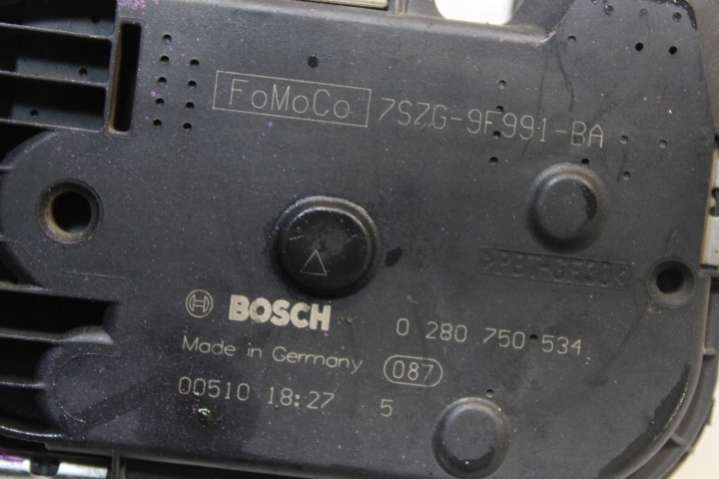 FoMoCo 7S7G-9F991-BA
BOSCH 0 280 750 534
Made in Germany 087
00510 18:27 5